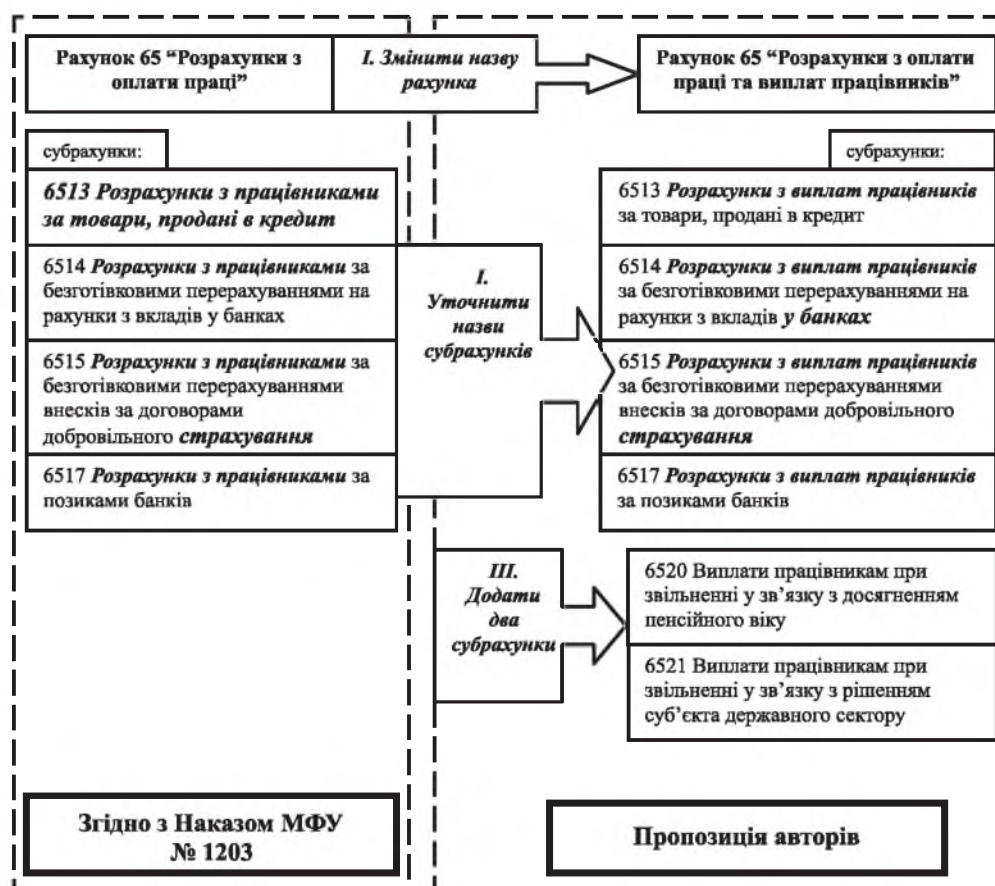 Рахунок 65 “Розрахунки з
оплати праці”
І. Змінити назву
рахунка
Рахунок 65 “Розрахунки з оплати
праці та виплат працівників”
субрахунки:
6513 Розрахунки з працівниками
за товари, продані в кредит
6514 Розрахунки з працівниками за
безготівковими перерахуваннями на
рахунки з вкладів у банках
6515 Розрахунки з працівниками за
безготівковими перерахуваннями
внесків за договорами
добровільного страхування
6517 Розрахунки з працівниками за
позиками банків
І.
Уточнити
назви
субрахунків
субрахунки:
6513 Розрахунки з виплат працівників
за товари, продані в кредит
6514 Розрахунки з виплат працівників
за безготівковими перерахуваннями на
рахунки з вкладів у банках
6515 Розрахунки з виплат працівників
за безготівковими перерахуваннями
внесків за договорами добровільного
страхування
6517 Розрахунки з виплат працівників
за позиками банків
ІІІ.
Додати
два
субрахунки
6520 Виплати працівникам при
звільненні у зв’язку з досягненням
пенсійного віку
6521 Виплати працівникам при
звільненні у зв’язку з рішенням
суб’єкта державного сектору
Згідно з Наказом МФУ
№ 1203
Пропозиція авторів